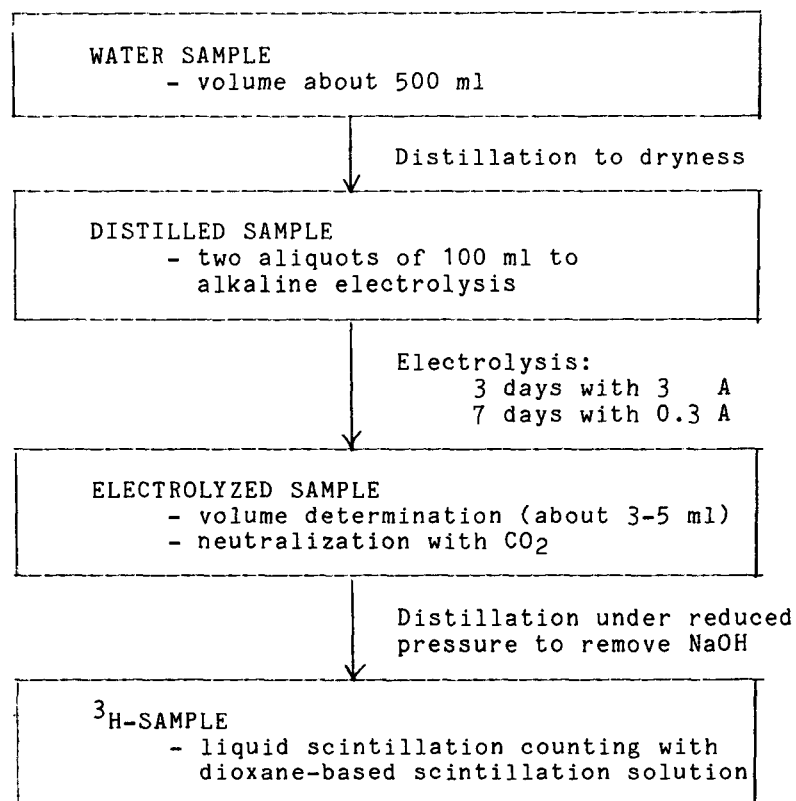 WATER SAMPLE
- volume about 500 ml
Distillation to dryness
DISTILLED SAMPLE
- two aliquots of 100 ml to
alkaline electrolysis
Electrolysis:
3 days with 3 A
7 days with 0.3 A
ELECTROLYZED SAMPLE
- volume determination (about 3-5 ml)
- neutralization with CO2
Distillation under reduced
pressure to remove NaOH
3H-SAMPLE
- liquid scintillation counting with
dioxane-based scintillation solution